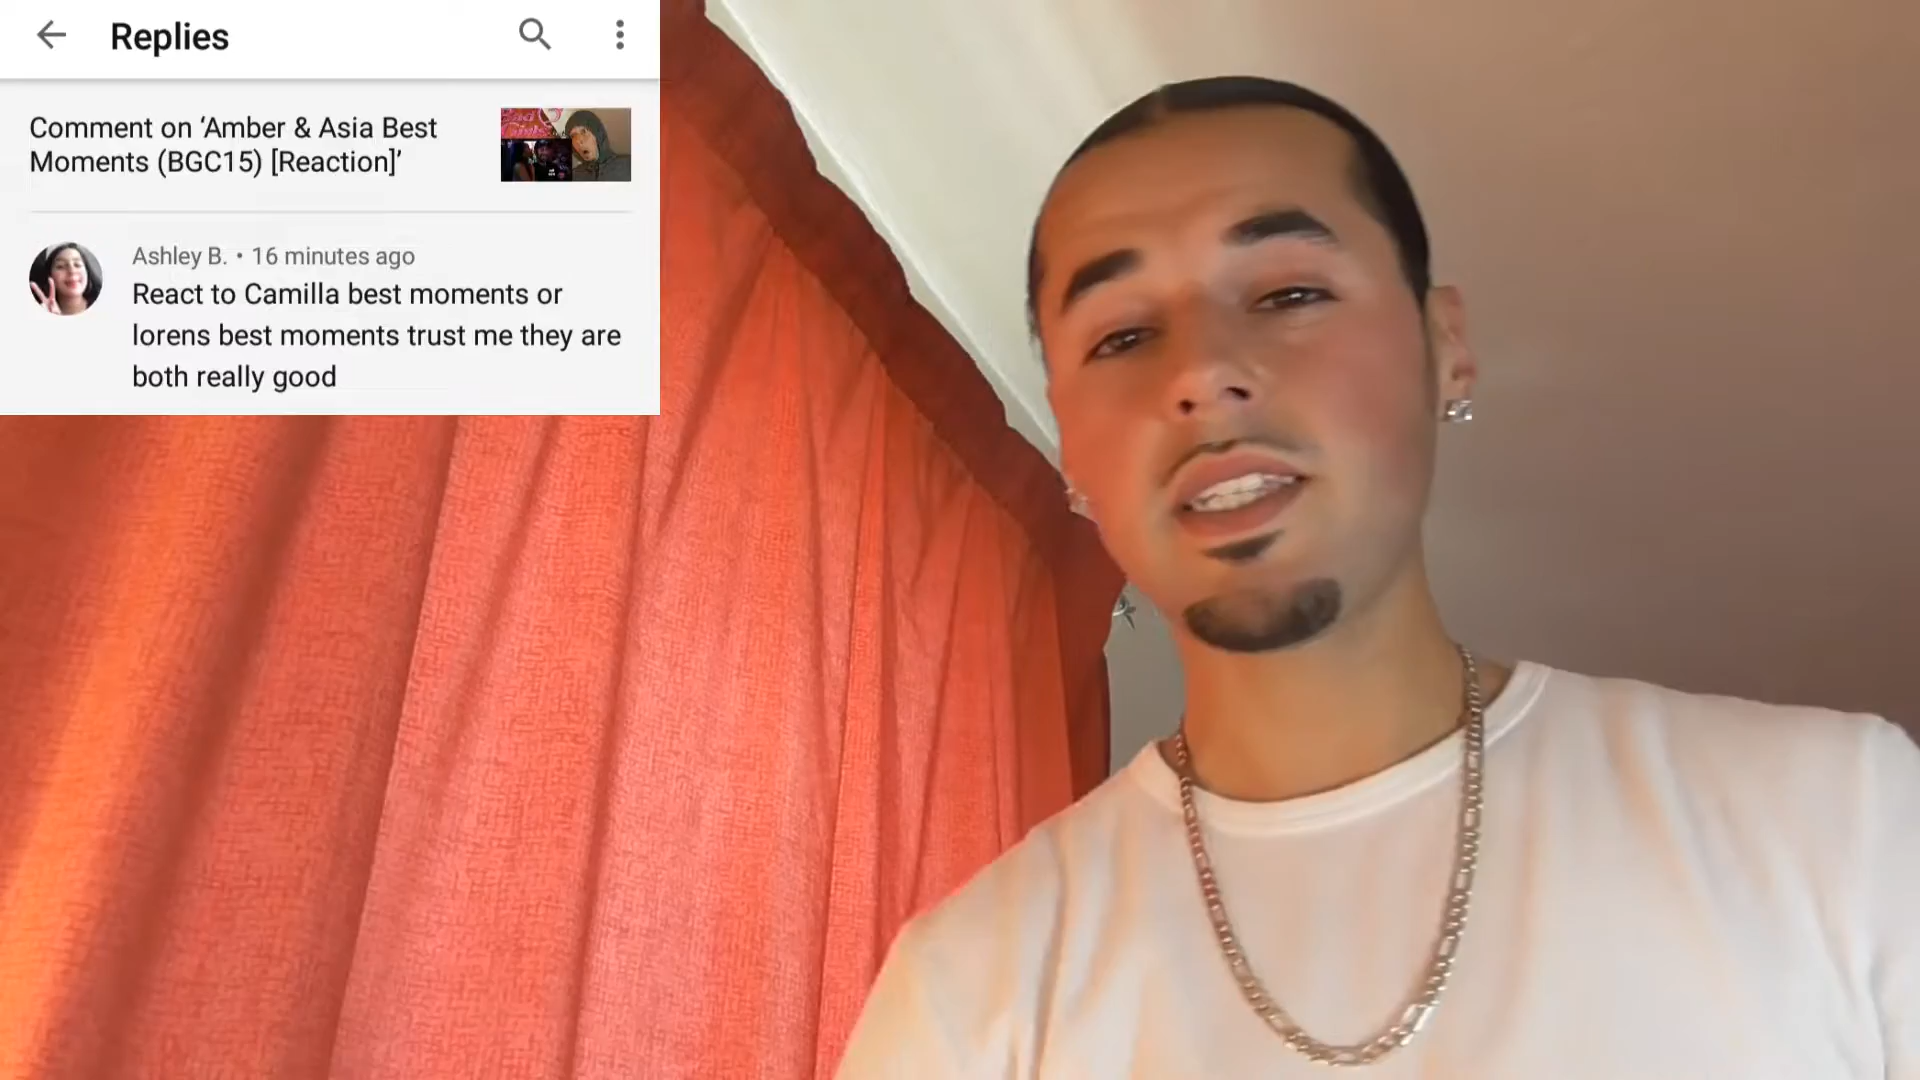 Replies
Comment on ‘Amber & Asia Best
Moments (BGC15) [Reaction]’
Ashley B. • 16 minutes ago
React to Camilla best moments or
lorens best moments trust me they are
both really good